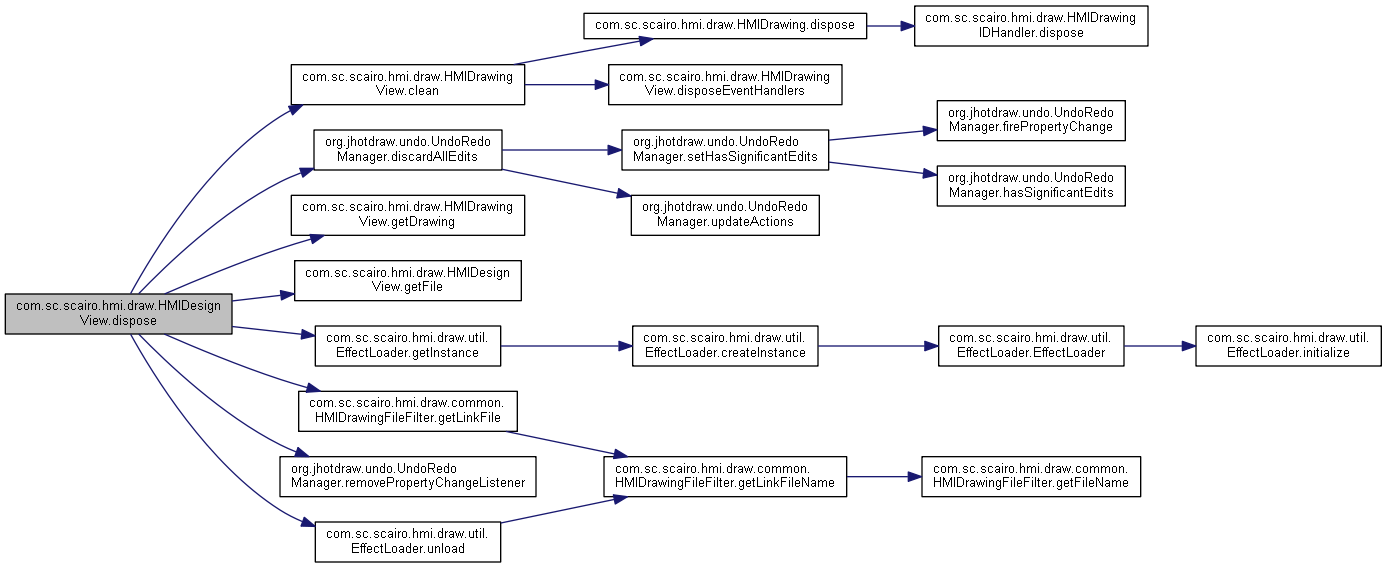 com.sc.scairo.hmi.draw.HMIDesign
View.dispose
com.sc.scairo.hmi.draw.HMIDrawing
View.clean
com.sc.scairo.hmi.draw.HMIDrawing.dispose
com.sc.scairo.hmi.draw.HMIDrawing
IDHandler.dispose
com.sc.scairo.hmi.draw.HMIDrawing
View.disposeEventHandlers
org.jhotdraw.undo.UndoRedo
Manager.discardAllEdits
org.jhotdraw.undo.UndoRedo
Manager.setHasSignificantEdits
org.jhotdraw.undo.UndoRedo
Manager.firePropertyChange
org.jhotdraw.undo.UndoRedo
Manager.hasSignificantEdits
org.jhotdraw.undo.UndoRedo
Manager.updateActions
com.sc.scairo.hmi.draw.HMIDrawing
View.getDrawing
com.sc.scairo.hmi.draw.HMIDesign
View.getFile
com.sc.scairo.hmi.draw.util.
EffectLoader.getInstance
com.sc.scairo.hmi.draw.util.
EffectLoader.createInstance
com.sc.scairo.hmi.draw.util.
EffectLoader.EffectLoader
com.sc.scairo.hmi.draw.util.
EffectLoader.initialize
com.sc.scairo.hmi.draw.common.
HMIDrawingFileFilter.getLinkFile
com.sc.scairo.hmi.draw.common.
HMIDrawingFileFilter.getLinkFileName
com.sc.scairo.hmi.draw.common.
HMIDrawingFileFilter.getFileName
org.jhotdraw.undo.UndoRedo
Manager.removePropertyChangeListener
com.sc.scairo.hmi.draw.util.
EffectLoader.unload